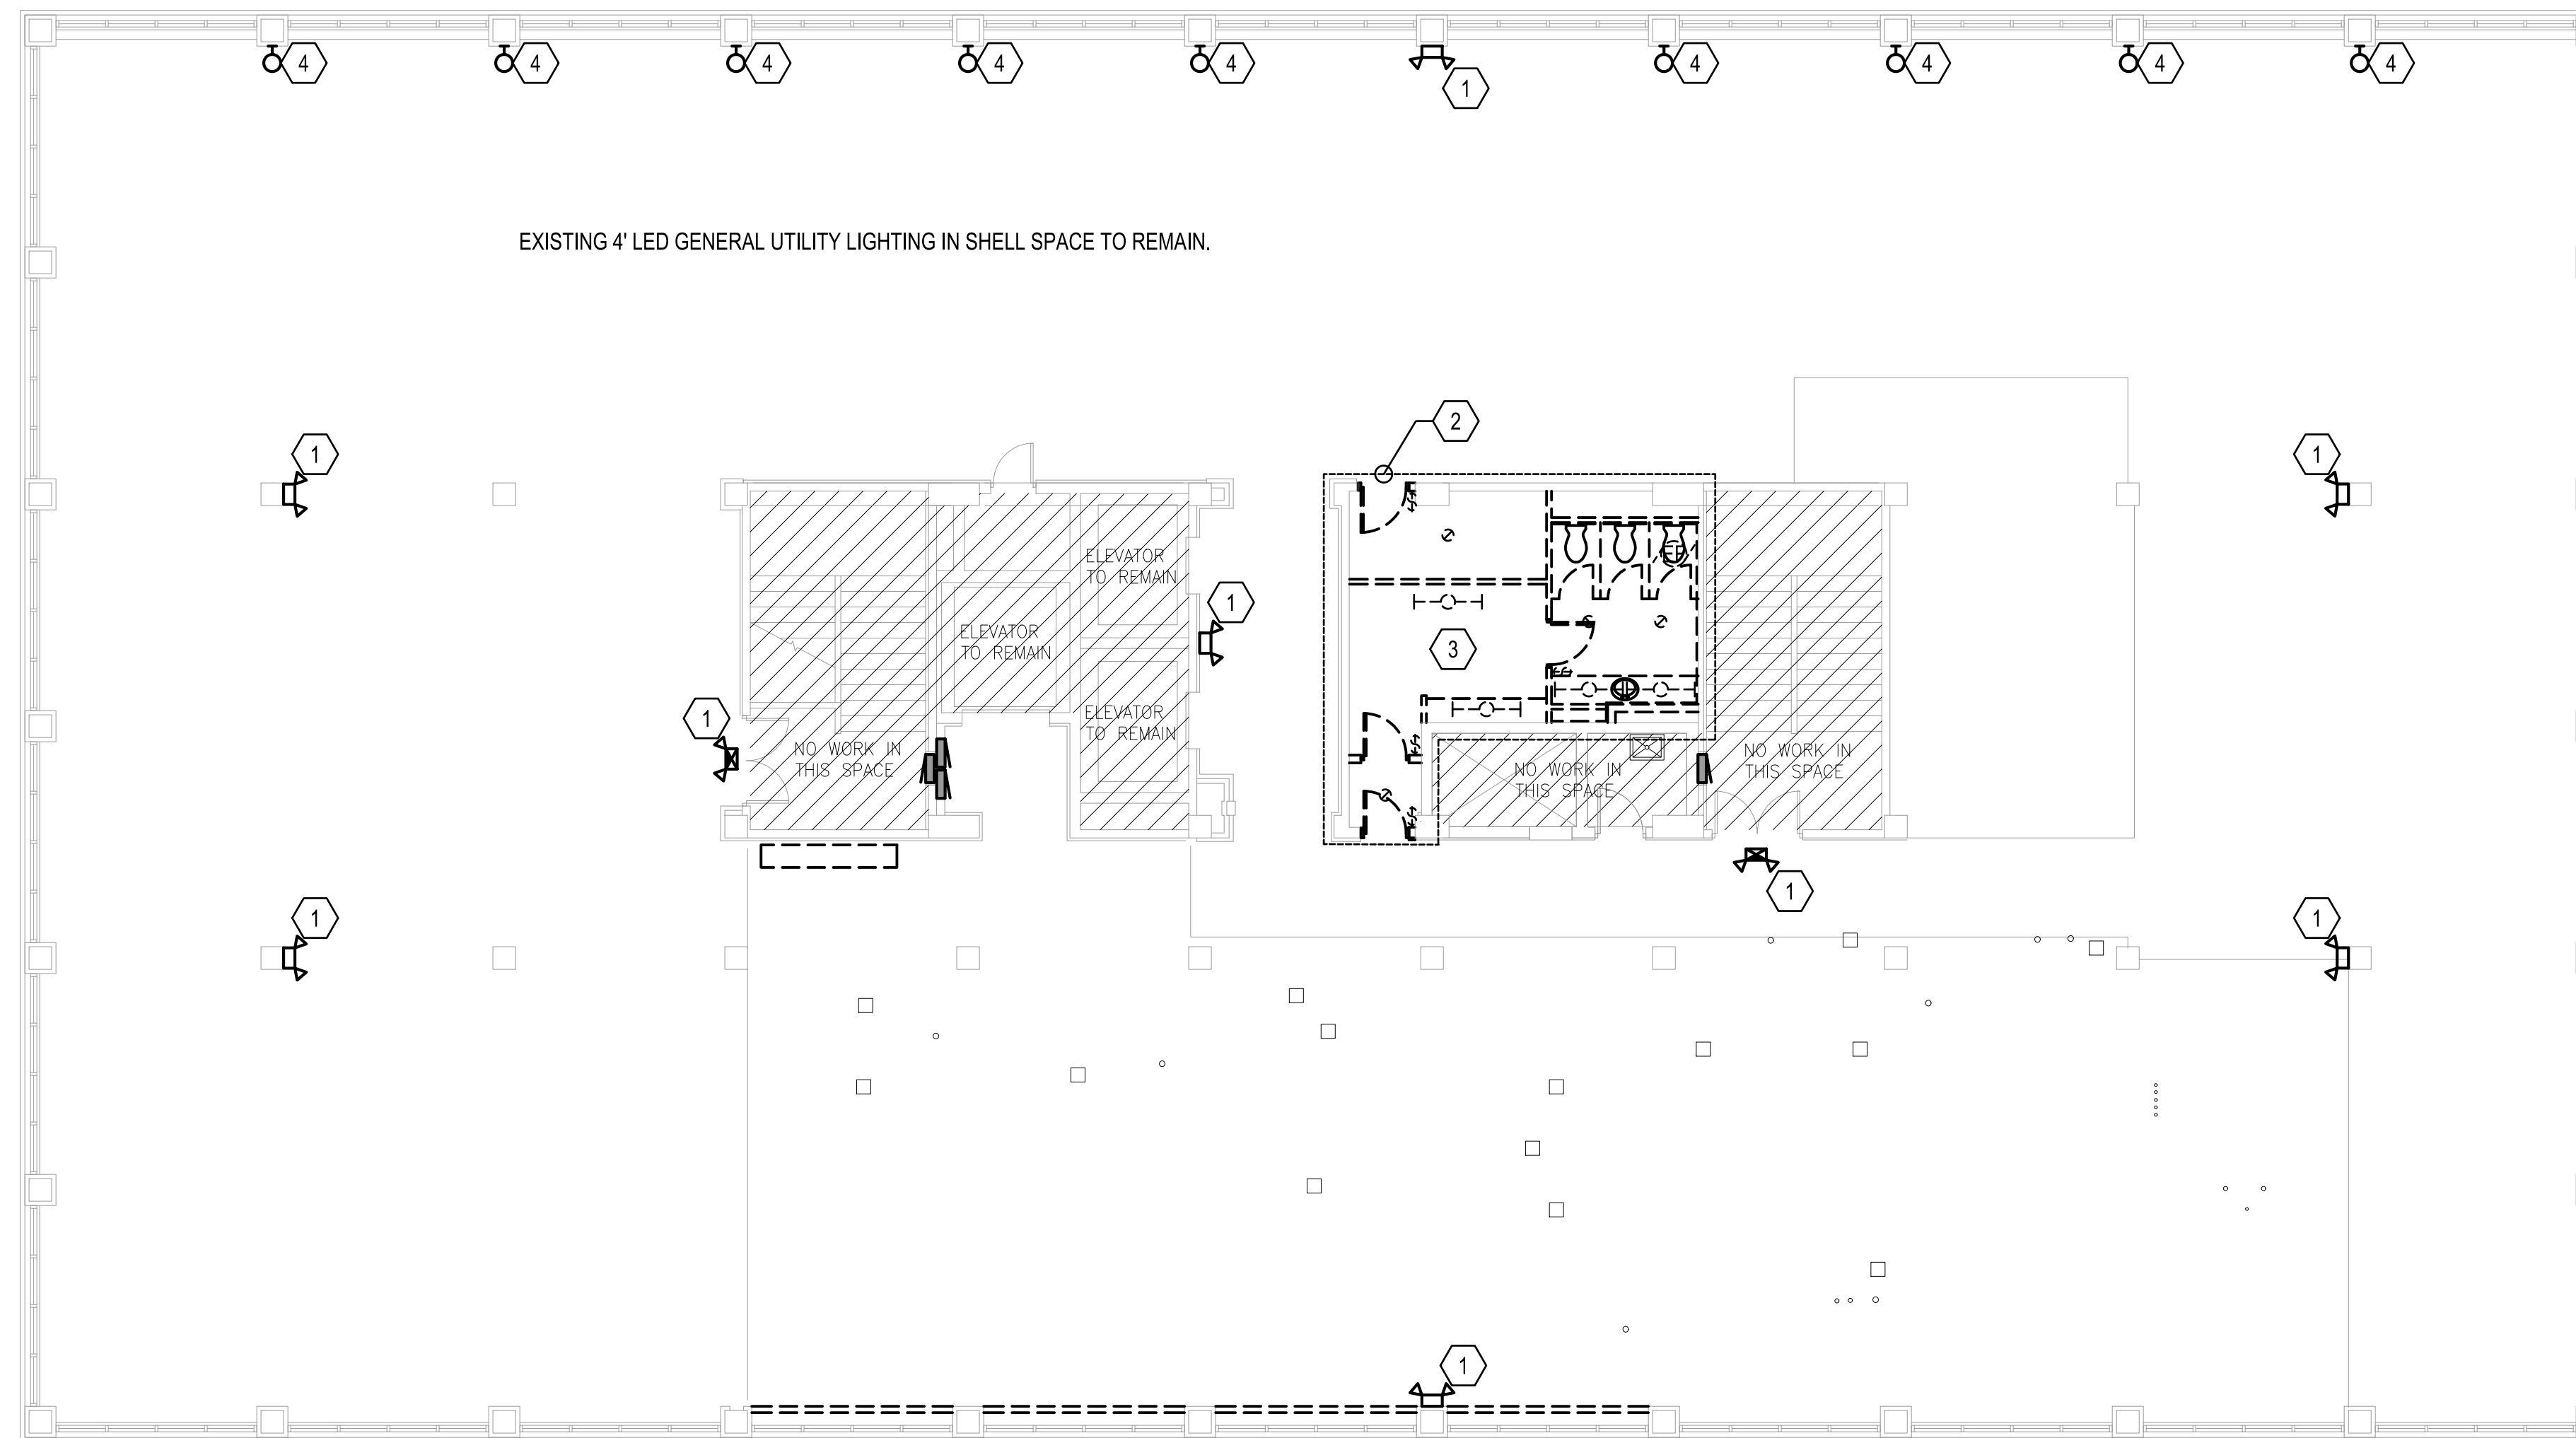 4
4
4
4
4
4
4
4
4
1
EXISTING 4' LED GENERAL UTILITY LIGHTING IN SHELL SPACE TO REMAIN.
2
1
1
ELEVATOR
TO REMAIN
EF
1
ELEVATOR
TO REMAIN
3
ELEVATOR
TO REMAIN
1
NO WORK IN
THIS SPACE
NO WORK IN
THIS SPACE
NO WORK IN
THIS SPACE
1
1
1
1